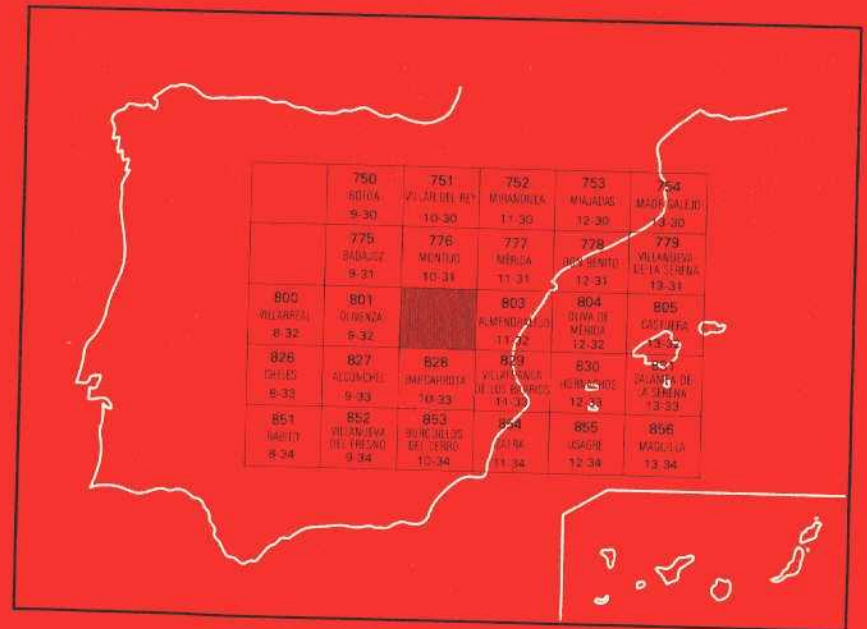 750 751 752 753 754
BOTOA VILLAR DEL REY MIRANDILLA MIAJADAS MADRIGALEJO
9-30 10-30 11-30 12-30 13-30
775 776 777 778 779
BADAJOZ MONTIJO MÉRIDA DON BENITO VILLANUEVA DE LA SERENA
9-31 10-31 11-31 12-31 13-31
800 801 803 804 805
VILLARREAL OLIVENZA ALMENDRALEJO OLIVA DE MÉRIDA CASTUERA
8-32 9-32 11-32 12-32 13-32
826 827 828 829 830 831
CHELES ALCONCHEL BARCARROTA VILLAFRANCA DE LOS BARROS HORNACHOS ZALAMEA DE LA SERENA
8-33 9-33 10-33 11-33 12-33 13-33
851 852 853 854 855 856
VILLANUEVA DEL FRESNO BURGUILLOS DEL CERRO ZAFRA USAGRE MAGUILLA
8-34 9-34 10-34 11-34 12-34 13-34